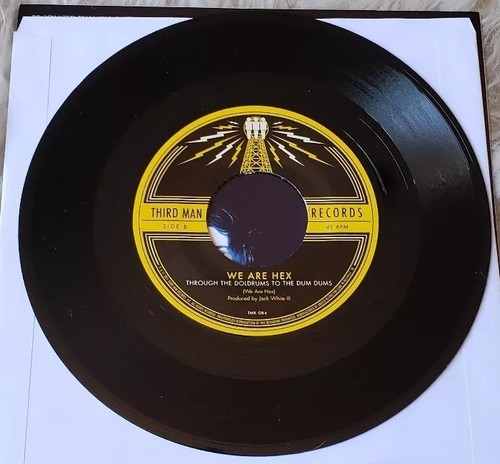 THIRD MAN RECORDS
SIDE B 45 RPM
WE ARE HEX
THROUGH THE DOLDRUMS TO THE DUM DUMS
(We Are Hex)
Produced by Jack White III
TMR-084